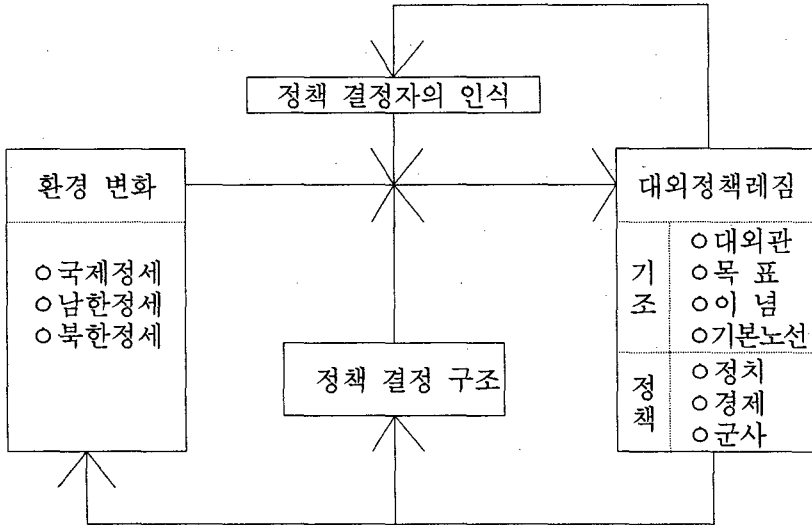 정책 결정자의 인식
환경 변화
○국제정세
○남한정세
○북한정세
정책 결정 구조
대외정책레짐
기조
○대외관
○목 표
○이 념
○기본노선
정책
○정치
○경제
○군사